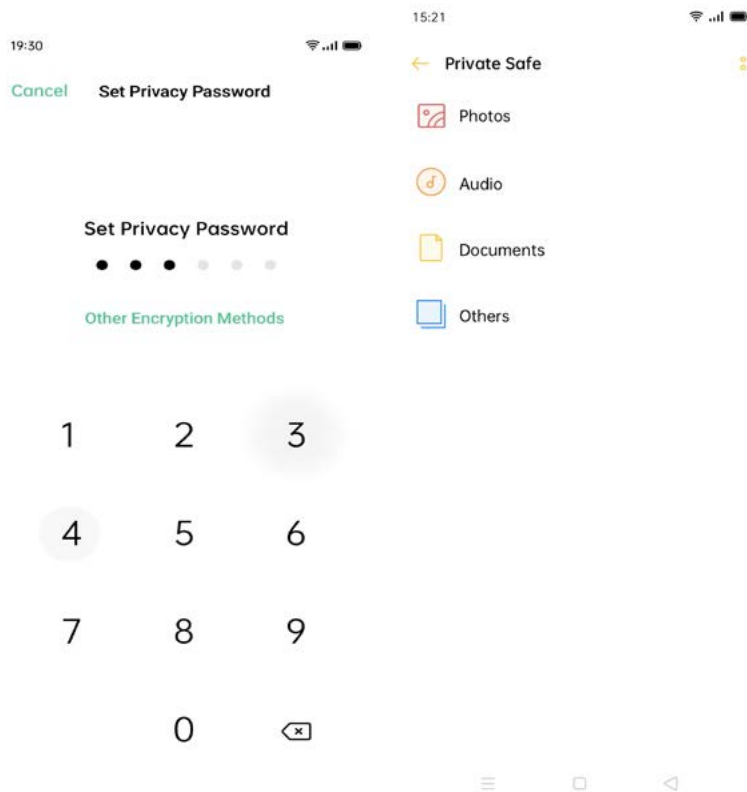 19:30
Cancel Set Privacy Password
Set Privacy Password
Other Encryption Methods
1 2 3
4 5 6
7 8 9
0
15:21
Private Safe
Photos
Audio
Documents
Others